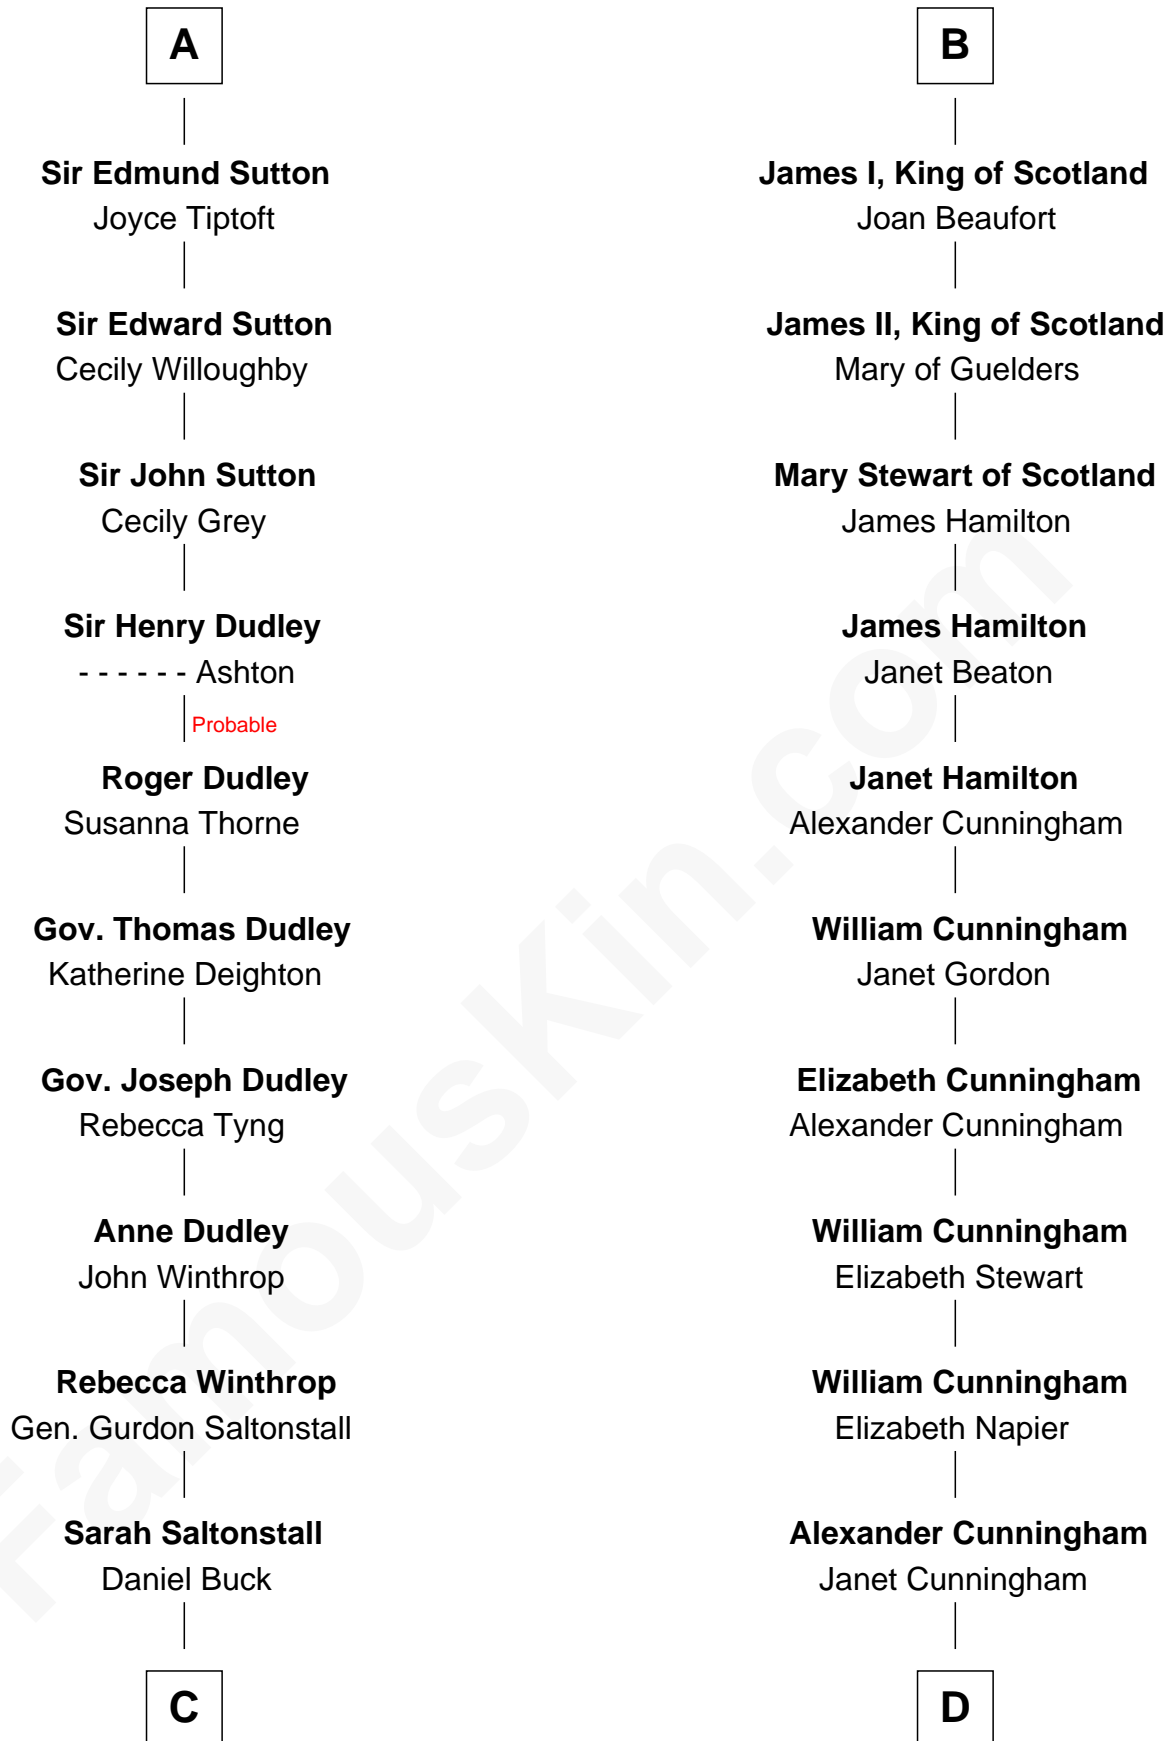 A
Sir Edmund Sutton
Joyce Tiptoft
Sir Edward Sutton
Cecily Willoughby
Sir John Sutton
Cecily Grey
Sir Henry Dudley
- - - - - - Ashton
Probable
Roger Dudley
Susanna Thorne
Gov. Thomas Dudley
Katherine Deighton
Gov. Joseph Dudley
Rebecca Tyng
Anne Dudley
John Winthrop
Rebecca Winthrop
Gen. Gurdon Saltonstall
Sarah Saltonstall
Daniel Buck
C
B
James I, King of Scotland
Joan Beaufort
James II, King of Scotland
Mary of Guelders
Mary Stewart of Scotland
James Hamilton
James Hamilton
Janet Beaton
Janet Hamilton
Alexander Cunningham
William Cunningham
Janet Gordon
Elizabeth Cunningham
Alexander Cunningham
William Cunningham
Elizabeth Stewart
William Cunningham
Elizabeth Napier
Alexander Cunningham
Janet Cunningham
D
FamousKin.com